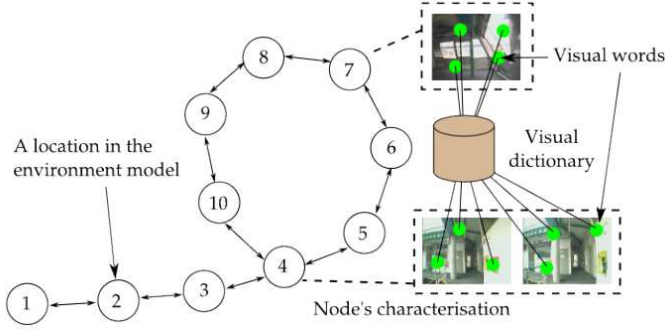 8
7
Visual words
9
A location in the
environment model
6
Visual
dictionary
10
5
4
3
2
1
Node's characterisation